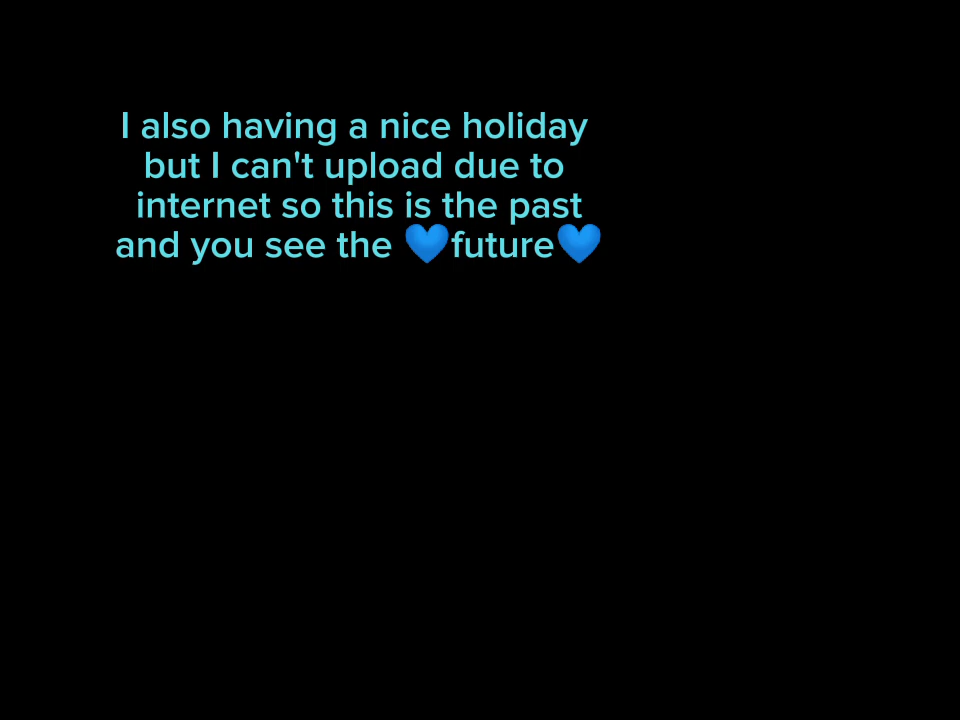 I also having a nice holiday
but I can't upload due to
internet so this is the past
and you see the 💙future💙